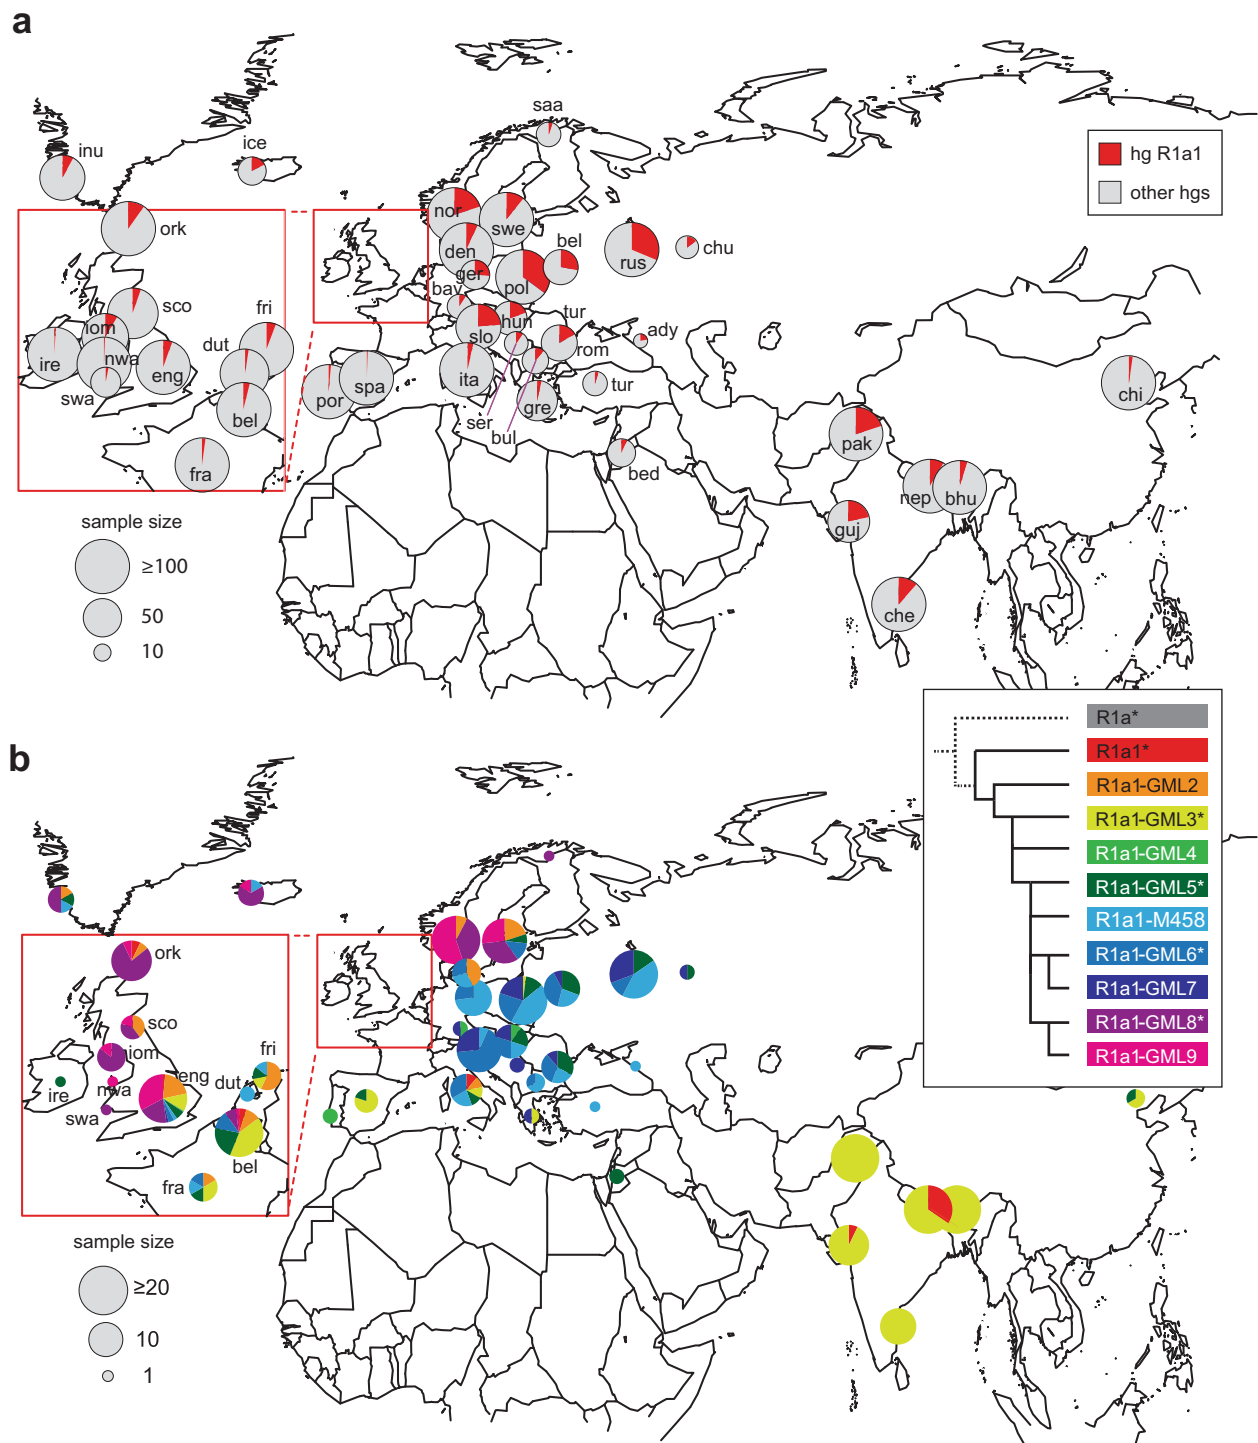 a
saa
inu
ice
hg R1a1
other hgs
ork
nor
swe
den
bel
rus
chu
ger
pol
bav
sco
fri
hun
tur
iom
slo
ady
dut
rom
ire
nwa
eng
ita
tur
chi
swa
por
spa
bel
gre
ser
bul
pak
fra
bed
nep
bhu
guj
sample size
≥100
50
che
10
R1a*
b
R1a1*
R1a1-GML2
R1a1-GML3*
R1a1-GML4
R1a1-GML5*
R1a1-M458
R1a1-GML6*
R1a1-GML7
R1a1-GML8*
R1a1-GML9
ork
sco
iom
fri
eng
dut
ire
nwa
swa
bel
fra
sample size
≥20
10
1